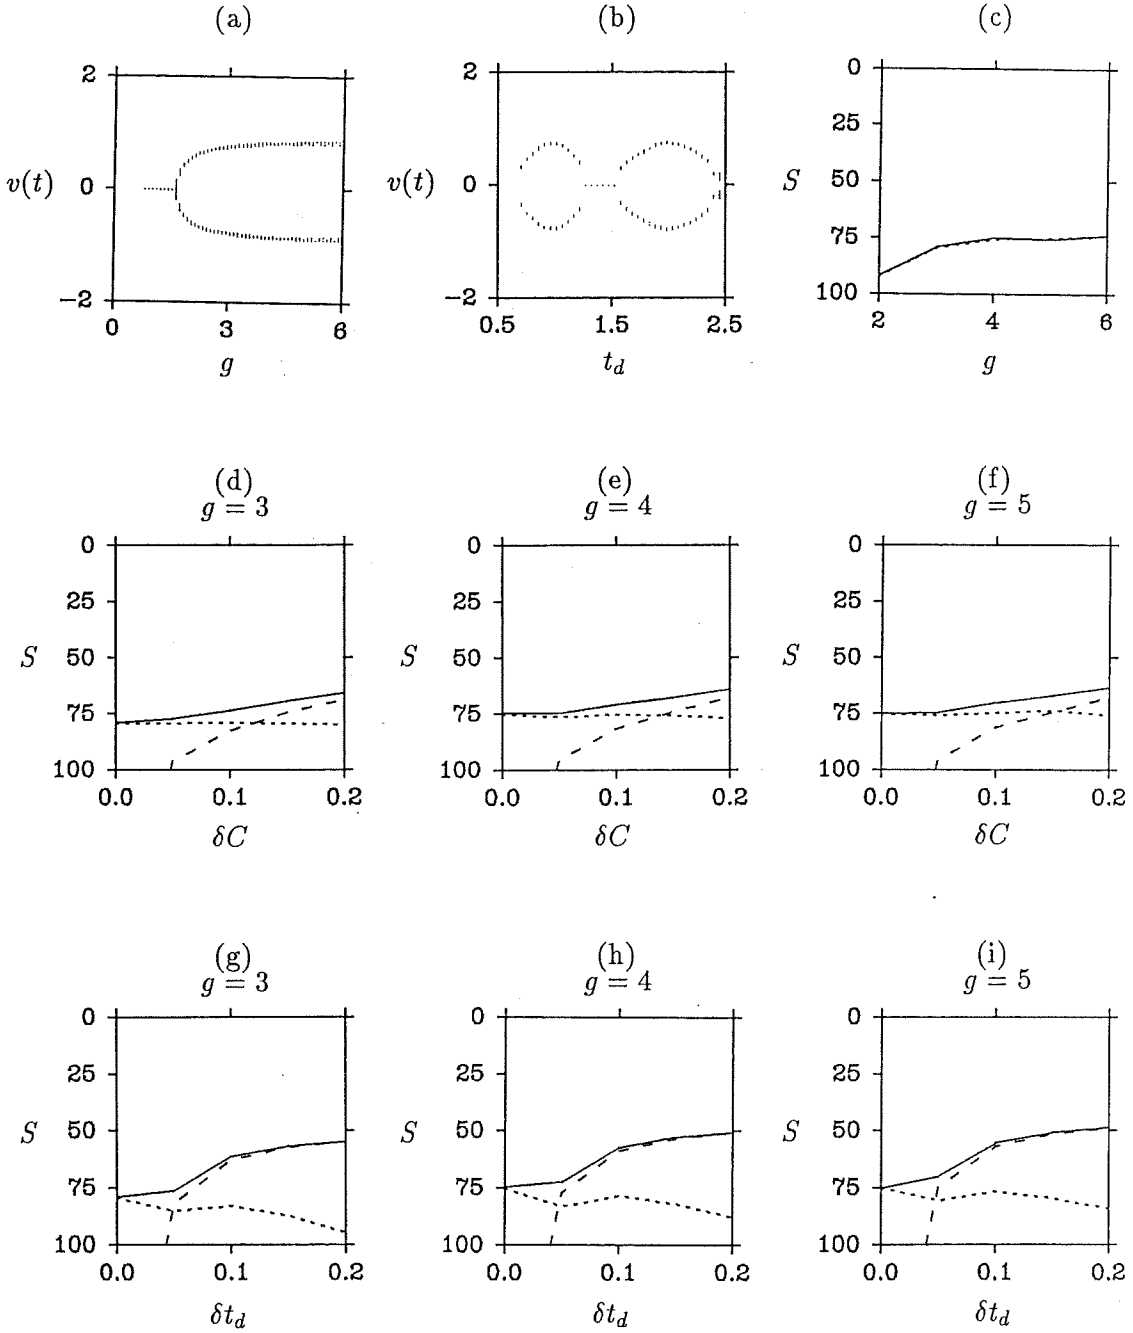 (a)
2
v(t)
0
−2
0
3
6
g
(b)
2
v(t)
0
−2
0.5
1.5
2.5
t_d
(c)
0
25
S
50
75
100
2
4
6
g
(d)
g = 3
0
25
S
50
75
100
0.0
0.1
0.2
δC
(e)
g = 4
0
25
S
50
75
100
0.0
0.1
0.2
δC
(f)
g = 5
0
25
S
50
75
100
0.0
0.1
0.2
δC
(g)
g = 3
0
25
S
50
75
100
0.0
0.1
0.2
δt_d
(h)
g = 4
0
25
S
50
75
100
0.0
0.1
0.2
δt_d
(i)
g = 5
0
25
S
50
75
100
0.0
0.1
0.2
δt_d